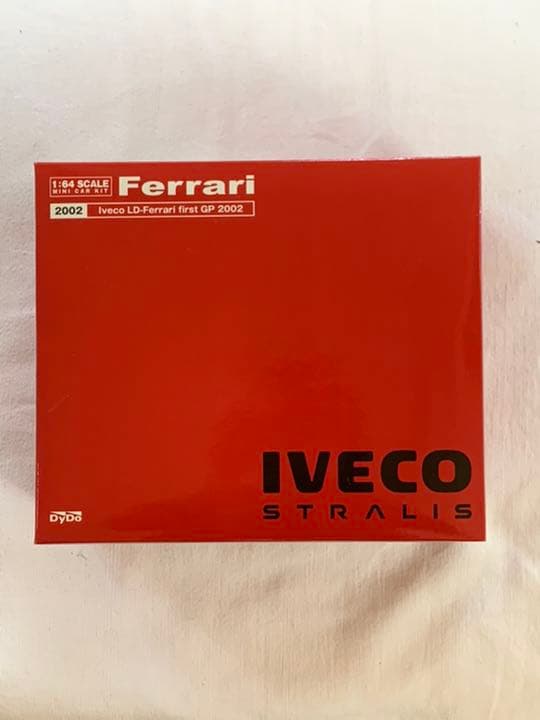 1:64 SCALE
MINI CAR KIT
Ferrari
2002 Iveco LD-Ferrari first GP 2002
IVECO
STRALIS
DyDo